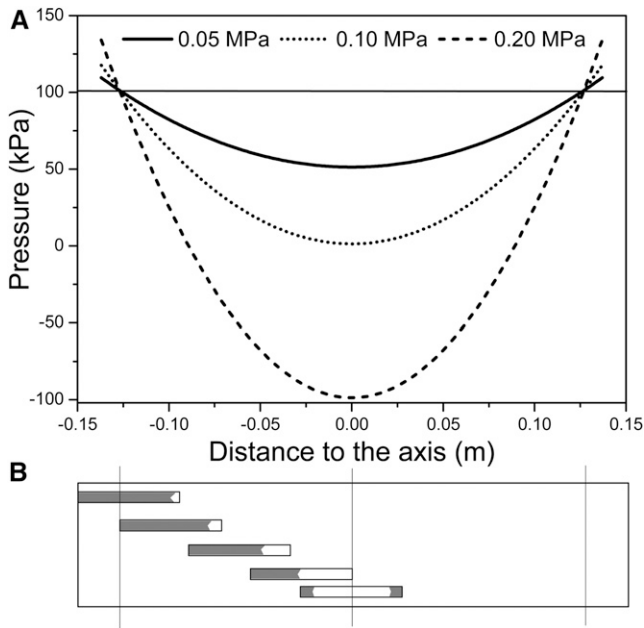 A
0.05 MPa 0.10 MPa 0.20 MPa
150
100
50
0
-50
-100
Pressure (kPa)
-0.15 -0.10 -0.05 0.00 0.05 0.10 0.15
Distance to the axis (m)
B